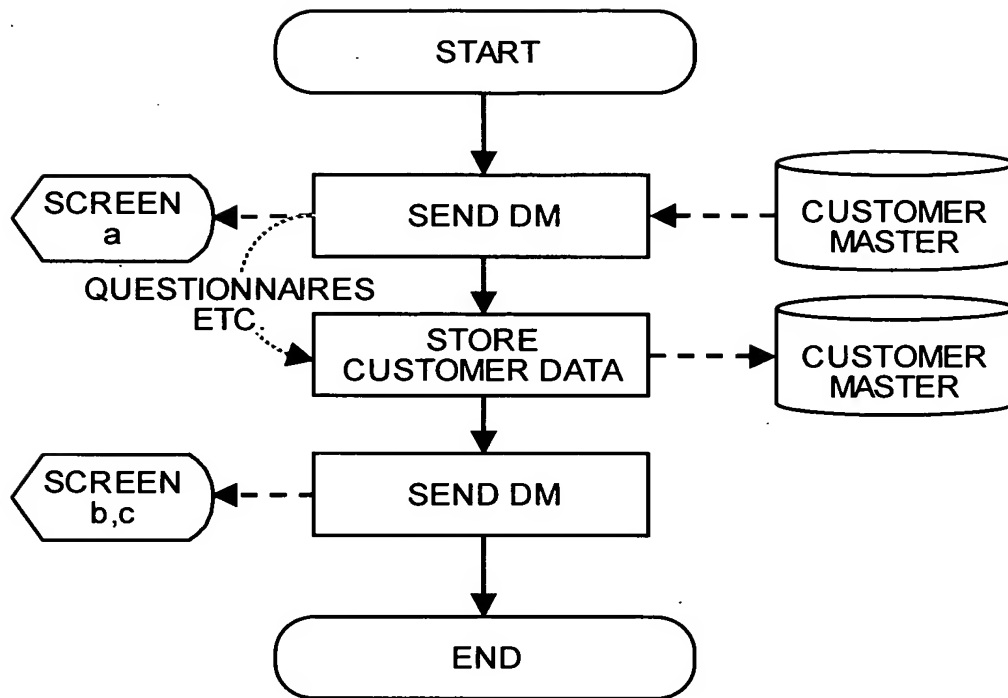 START
SCREEN
a
SEND DM
CUSTOMER
MASTER
QUESTIONNAIRES
ETC.
STORE
CUSTOMER DATA
CUSTOMER
MASTER
SCREEN
b,c
SEND DM
END